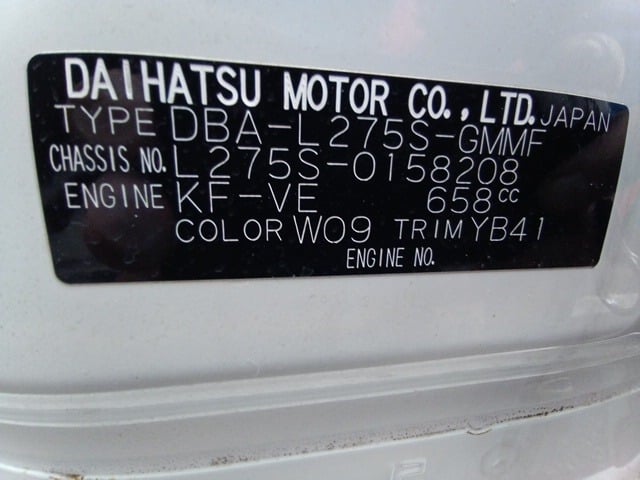 DAIHATSU MOTOR CO., LTD. JAPAN
TYPE DBA-L275S-GMMF
CHASSIS NO. L275S-0158208
ENGINE KF-VE 658cc
COLOR W09 TRIM YB41
ENGINE NO.